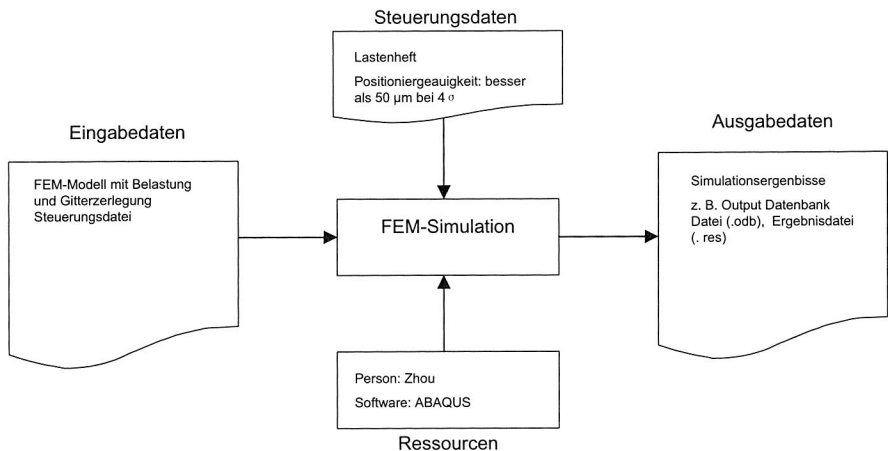 Steuerungsdaten
Lastenheft
Positioniergeauigkeit: besser
als 50 µm bei 4 σ
Eingabedaten
FEM-Modell mit Belastung
und Gitterzerlegung
Steuerungsdatei
FEM-Simulation
Ausgabedaten
Simulationsergenbisse
z. B. Output Datenbank
Datei (.odb), Ergebnisdatei
(. res)
Person: Zhou
Software: ABAQUS
Ressourcen